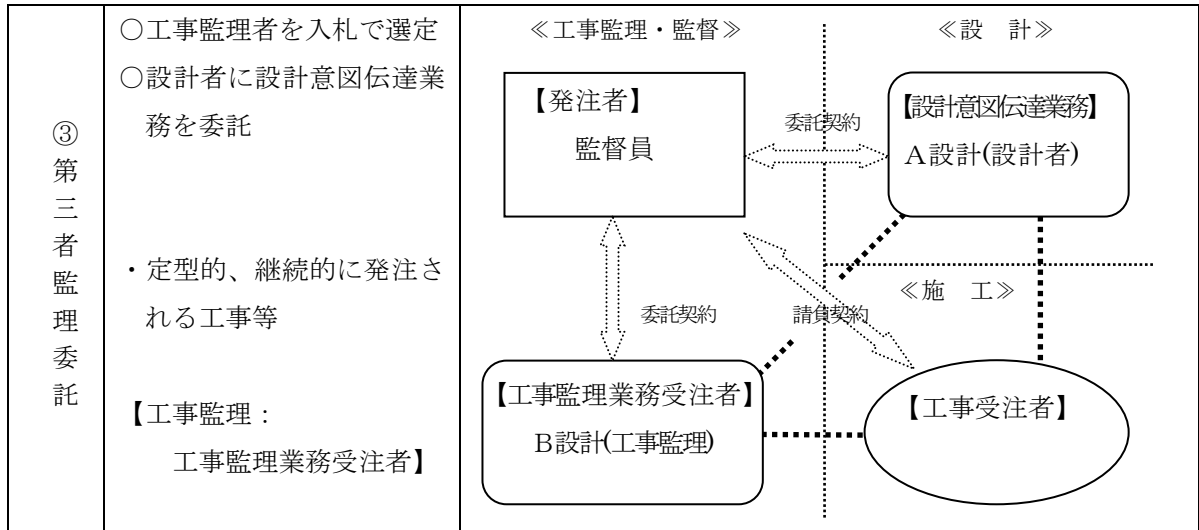 ③第三者監理委託
○工事監理者を入札で選定
○設計者に設計意図伝達業
務を委託
・定型的、継続的に発注さ
れる工事等
【工事監理：
工事監理業務受注者】
≪工事監理・監督≫
≪設　計≫
【発注者】
監督員
委託契約
【設計意図伝達業務】
Ａ設計(設計者)
≪施　工≫
委託契約
請負契約
【工事監理業務受注者】
Ｂ設計(工事監理)
【工事受注者】